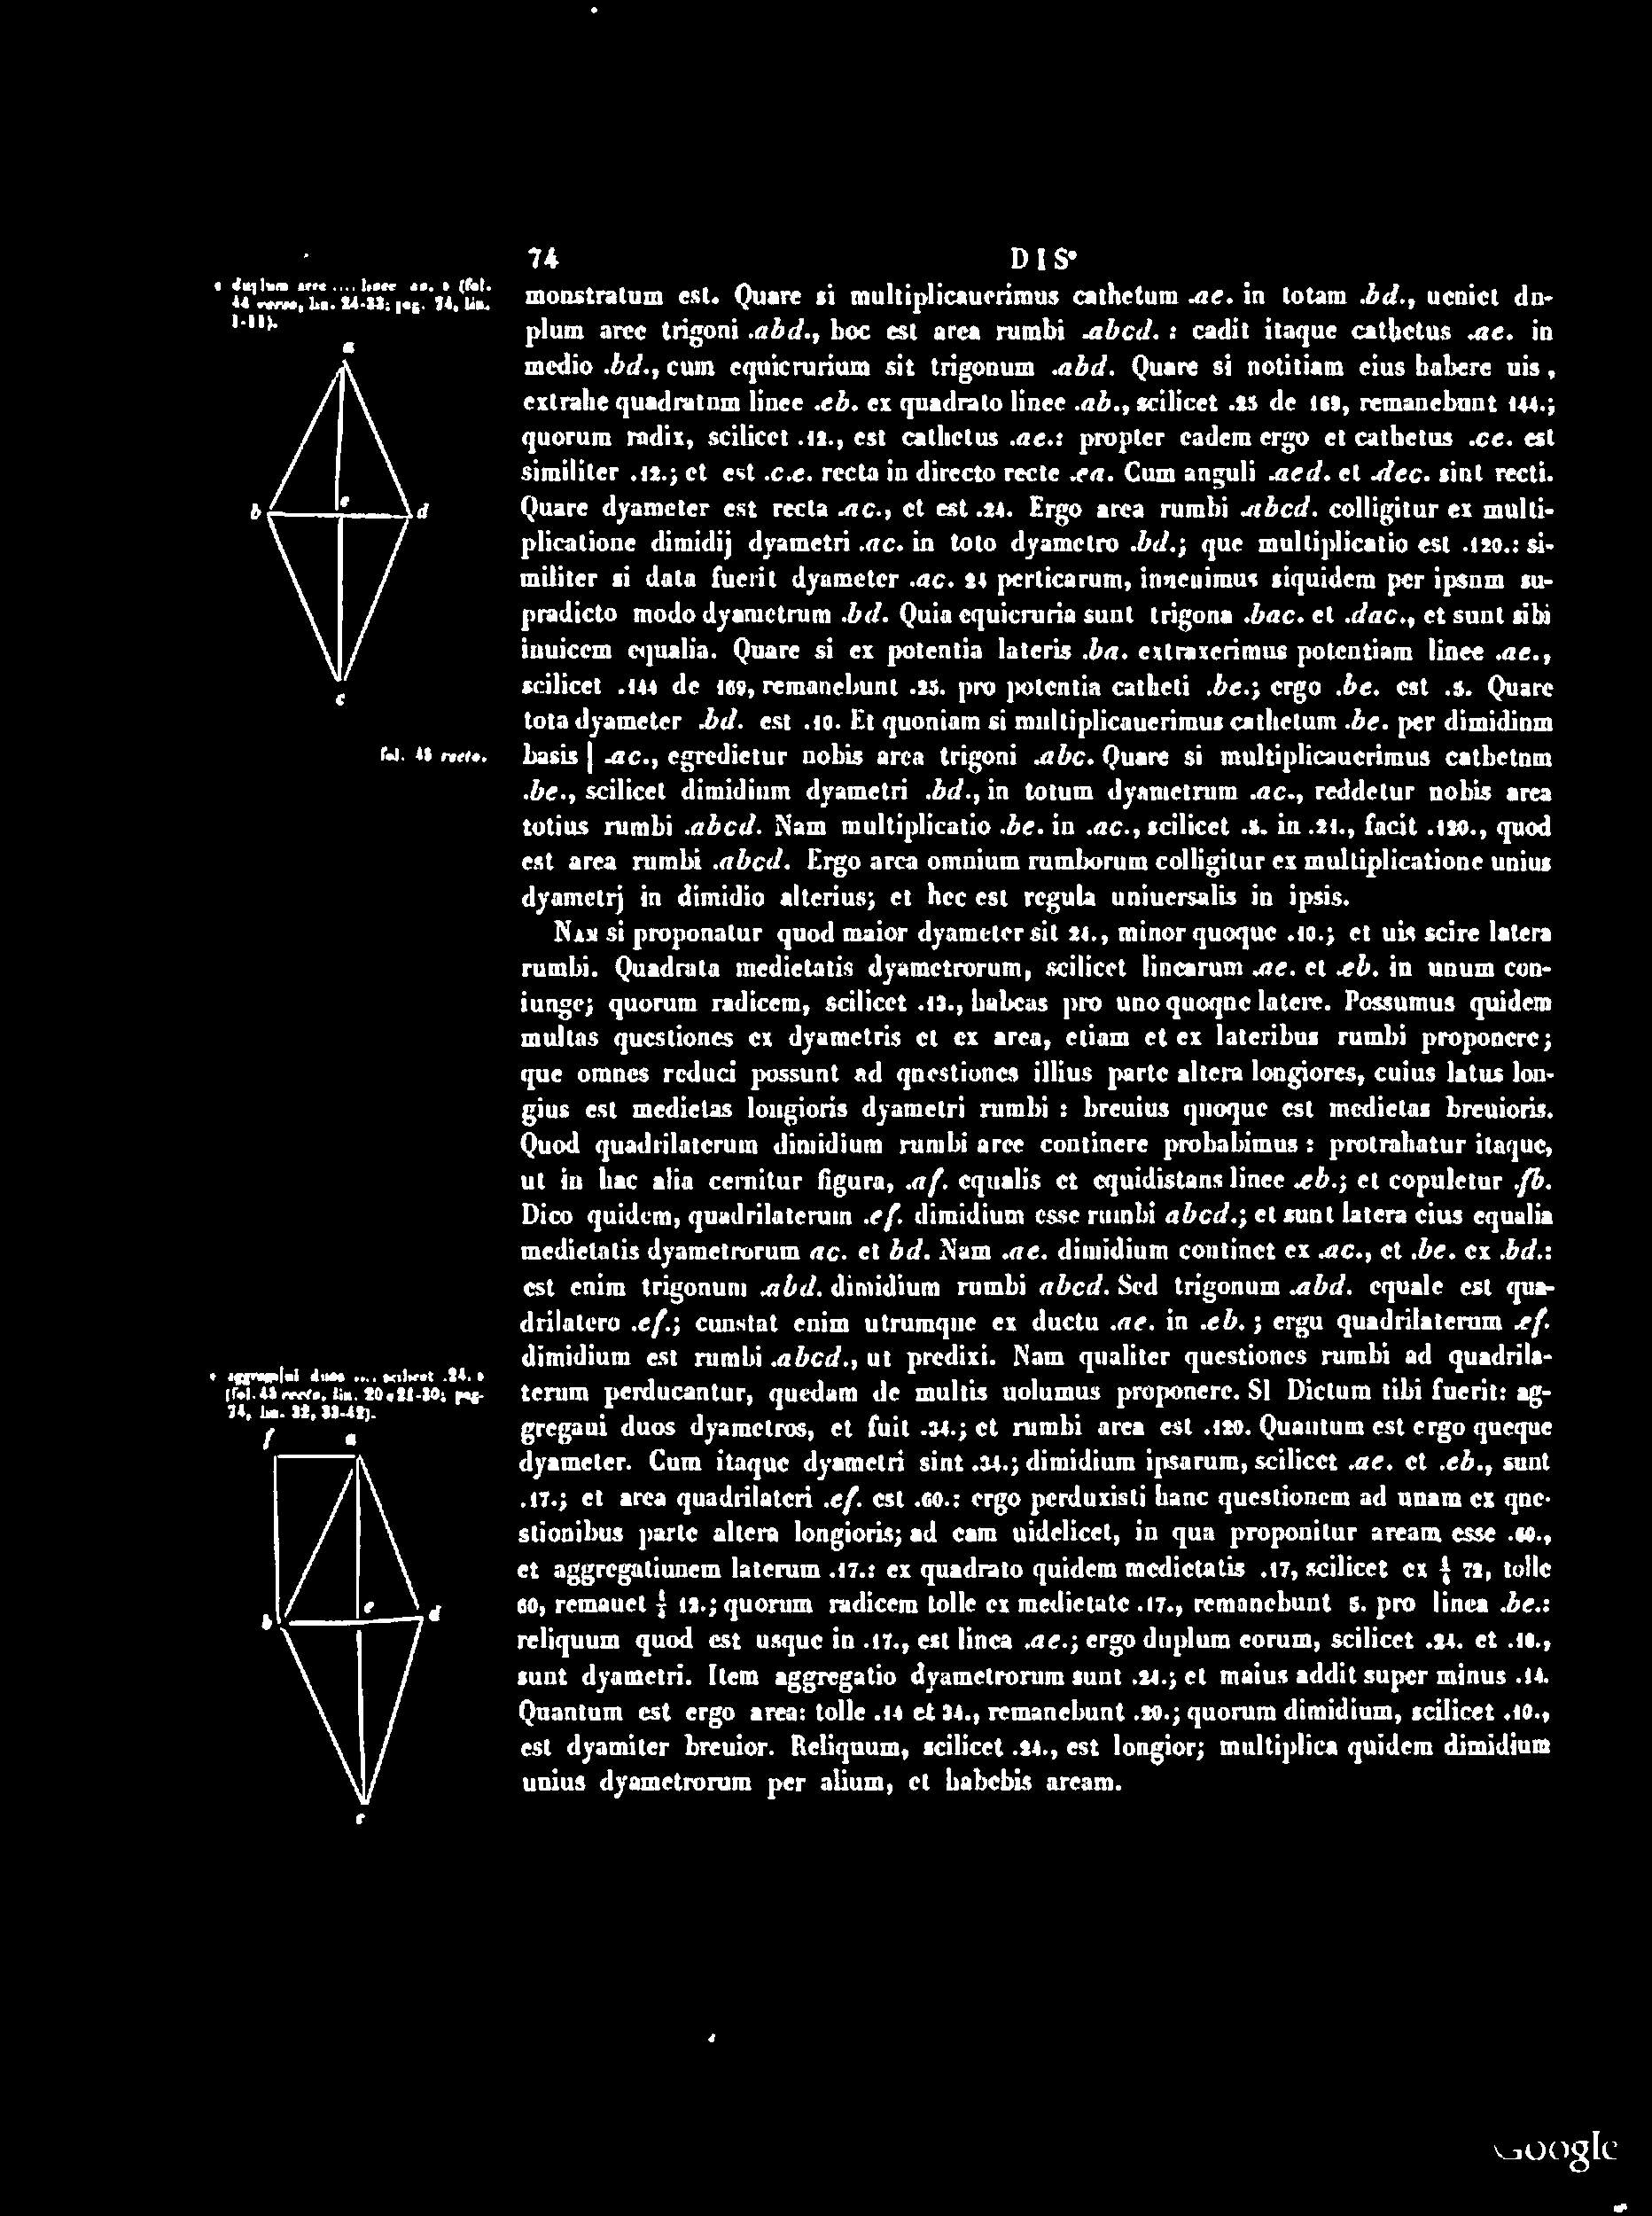 74
DIS
monstratum est. Quare si multiplicauerimus cathetum .ae. in totam .bd., ueniet du-
plum aree trigoni .abd., hoc est area rumbi .abcd. : cadit itaque cathetus .ae. in
medio .bd., cum equicrurium sit trigonum .abd. Quare si notitiam eius habere uis,
extrahe quadratum linee .eb. ex quadrato linee .ab., scilicet .25 de 169, remanebunt 144.;
quorum radix, scilicet .12., est cathetus .ae.: propter eadem ergo et cathetus .ce. est
similiter .12.; et est .c.e. recta in directo recte .ea. Cum anguli .aed. et .dec. sint recti.
Quare dyameter est recta .ac., et est .24. Ergo area rumbi .abcd. colligitur ex multi-
plicatione dimidij dyametri .ac. in toto dyametro .bd.; que multiplicatio est .120.: si-
militer si data fuerit dyameter .ac. 24 perticarum, inueuimus siquidem per ipsum su-
pradicto modo dyametrum .bd. Quia equicruria sunt trigona .bac. et .dac., et sunt sibi
inuicem equalia. Quare si ex potentia lateris .ba. extraxerimus potentiam linee .ae.,
scilicet .144 de 169, remanebunt .25. pro potentia catheti .be.; ergo .be. est .5. Quare
tota dyameter .bd. est .10. Et quoniam si multiplicauerimus cathetum .be. per dimidium
fol. 45 recto.
basis | .ac., egredietur nobis area trigoni .abc. Quare si multiplicauerimus cathetum
.be., scilicet dimidium dyametri .bd., in totum dyametrum .ac., reddetur nobis area
totius rumbi .abcd. Nam multiplicatio .be. in .ac., scilicet .5. in .24., facit .120., quod
est area rumbi .abcd. Ergo area omnium rumborum colligitur ex multiplicatione unius
dyametrj in dimidio alterius; et hec est regula uniuersalis in ipsis.
NAM si proponatur quod maior dyameter sit 24., minor quoque .10.; et uis scire latera
rumbi. Quadrata medietatis dyametrorum, scilicet linearum .ae. et .eb. in unum con-
iunge; quorum radicem, scilicet .13., habeas pro uno quoque latere. Possumus quidem
multas questiones ex dyametris et ex area, etiam et ex lateribus rumbi proponere;
que omnes reduci possunt ad questiones illius parte altera longiores, cuius latus lon-
gius est medietas longioris dyametri rumbi : breuius quoque est medietas breuioris.
Quod quadrilaterum dimidium rumbi aree continere probabimus : protrahatur itaque,
ut in hac alia cernitur figura, .af. equalis et equidistans linee .eb.; et copuletur .fb.
Dico quidem, quadrilaterum .ef. dimidium esse rumbi abcd.; et sunt latera eius equalia
medietatis dyametrorum ac. et bd. Nam .ae. dimidium continet ex .ac., et .be. ex .bd.:
est enim trigonum .abd. dimidium rumbi abcd. Sed trigonum .abd. equale est qua-
drilatero .ef.; cunstat enim utrumque ex ductu .ae. in .eb. ; ergu quadrilaterum .ef.
dimidium est rumbi .abcd., ut predixi. Nam qualiter questiones rumbi ad quadrila-
terum perducantur, quedam de multis uolumus proponere. SI Dictum tibi fuerit: ag-
gregaui duos dyametros, et fuit .34.; et rumbi area est .120. Quantum est ergo queque
dyameter. Cum itaque dyametri sint .34.; dimidium ipsarum, scilicet .ae. et .eb., sunt
.17.; et area quadrilateri .ef. est .60.: ergo perduxisti hanc questionem ad unam ex que-
stionibus parte altera longioris; ad eam uidelicet, in qua proponitur aream esse .60.,
et aggregatiunem laterum .17.: ex quadrato quidem medietatis .17, scilicet ex ¼ 72, tolle
60, remauet ¼ 12.; quorum radicem tolle ex medietate .17., remanebunt 5. pro linea .be.:
reliquum quod est usque in .17., est linea .ae.; ergo duplum eorum, scilicet .24. et .10.,
sunt dyametri. Item aggregatio dyametrorum sunt .34.; et maius addit super minus .14.
Quantum est ergo area: tolle .14 et 34., remanebunt .20.; quorum dimidium, scilicet .10.,
est dyamiter breuior. Reliquum, scilicet .24., est longior; multiplica quidem dimidium
unius dyametrorum per alium, et habebis aream.
« duplum aree .... linee ae. » (fol.
44 verso, lin. 24-33; pag. 74, lin.
1-11).
a
b
e
d
c
scilicet .24. »
f
a
b
e
d
c
Google